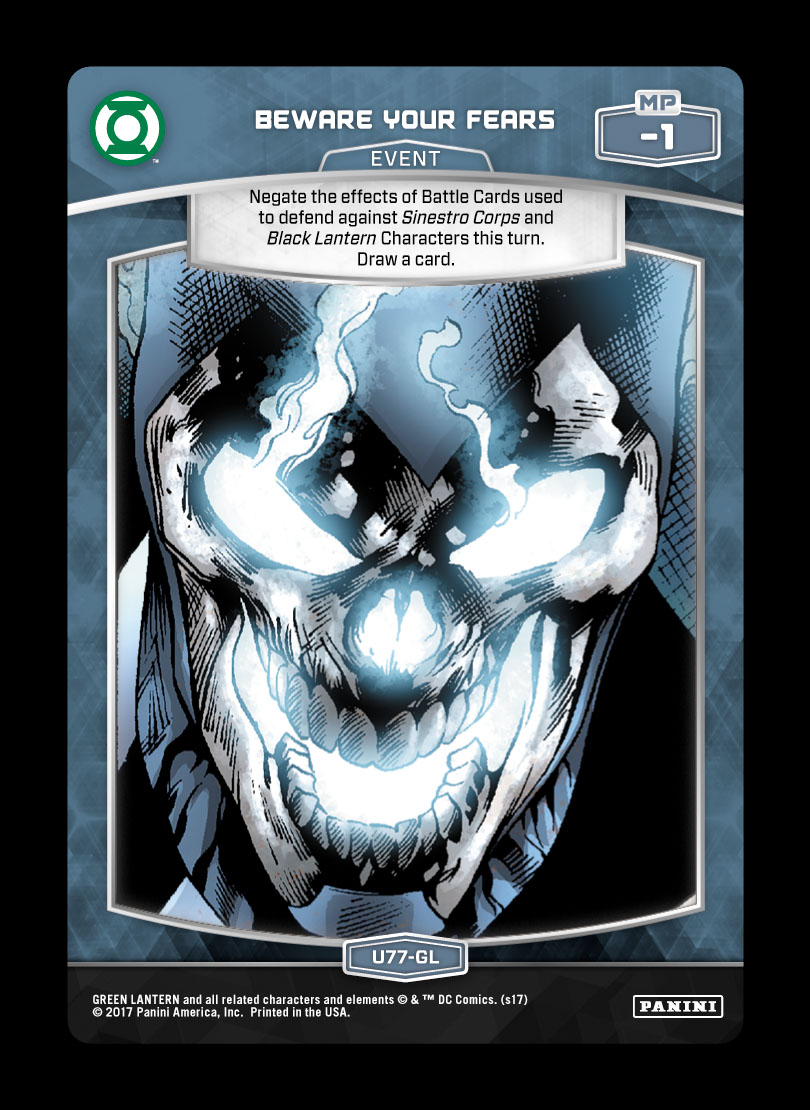 BEWARE YOUR FEARS
MP
-1
EVENT
Negate the effects of Battle Cards used
to defend against Sinestro Corps and
Black Lantern Characters this turn.
Draw a card.
U77-GL
GREEN LANTERN and all related characters and elements © & ™ DC Comics. (s17)
© 2017 Panini America, Inc. Printed in the USA.
PANINI